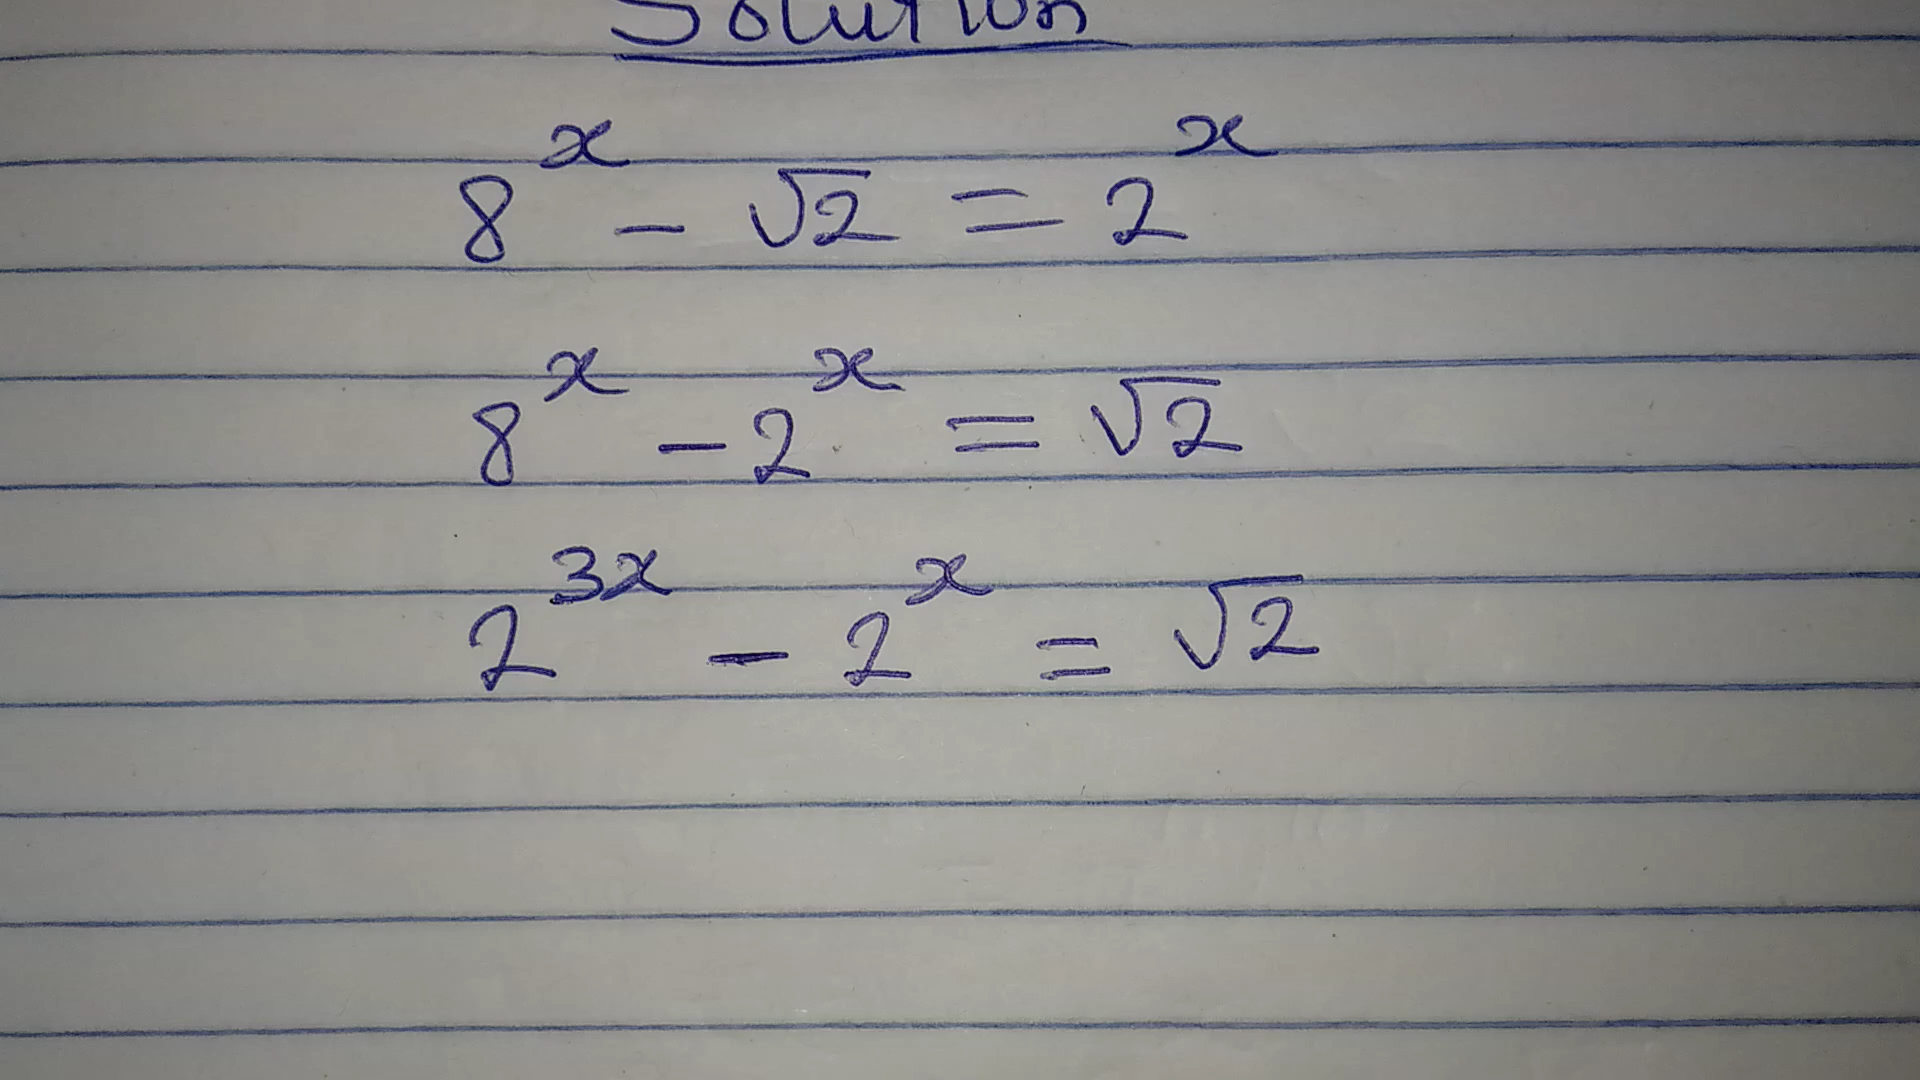 Solution
8^x - √2 = 2^x
8^x - 2^x = √2
2^3x - 2^x = √2